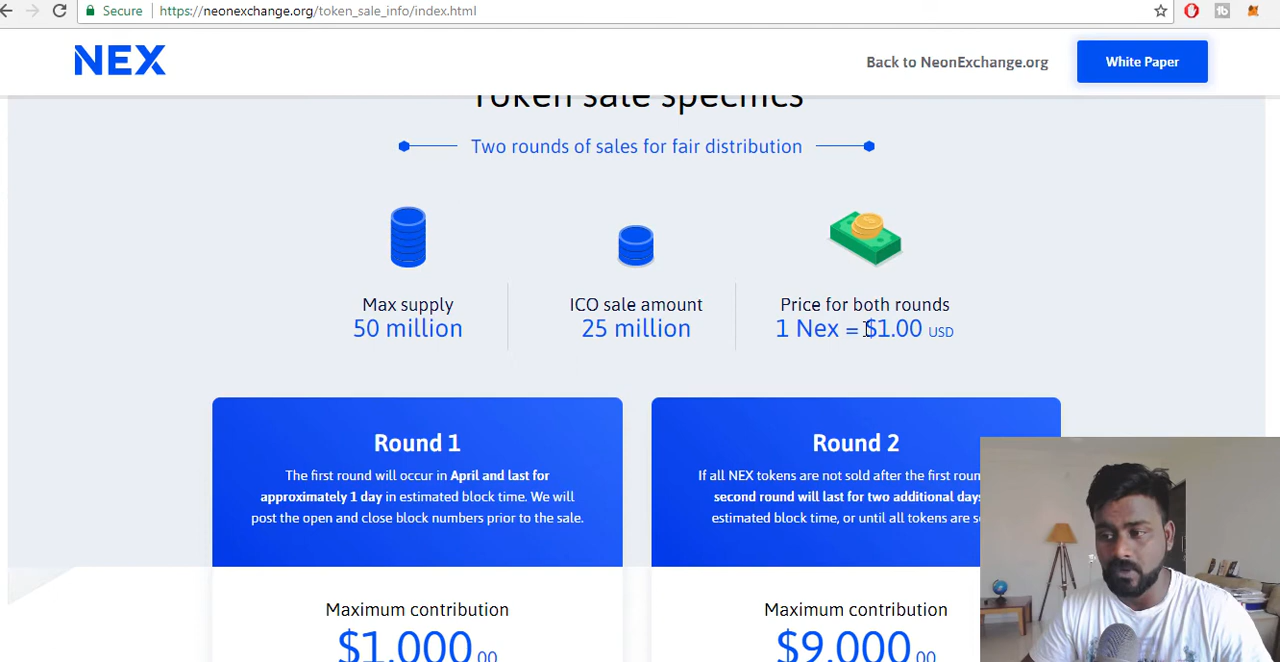 Secure https://neonexchange.org/token_sale_info/index.html
NEX
Back to NeonExchange.org
White Paper
Token sale specifics
Two rounds of sales for fair distribution
Max supply
50 million
ICO sale amount
25 million
Price for both rounds
1 Nex = $1.00 USD
Round 1
The first round will occur in April and last for
approximately 1 day in estimated block time. We will
post the open and close block numbers prior to the sale.
Round 2
If all NEX tokens are not sold after the first
second round will last for two additional
estimated block time, or until all tokens are
Maximum contribution
$1,000.00
Maximum contribution
$9,000.00